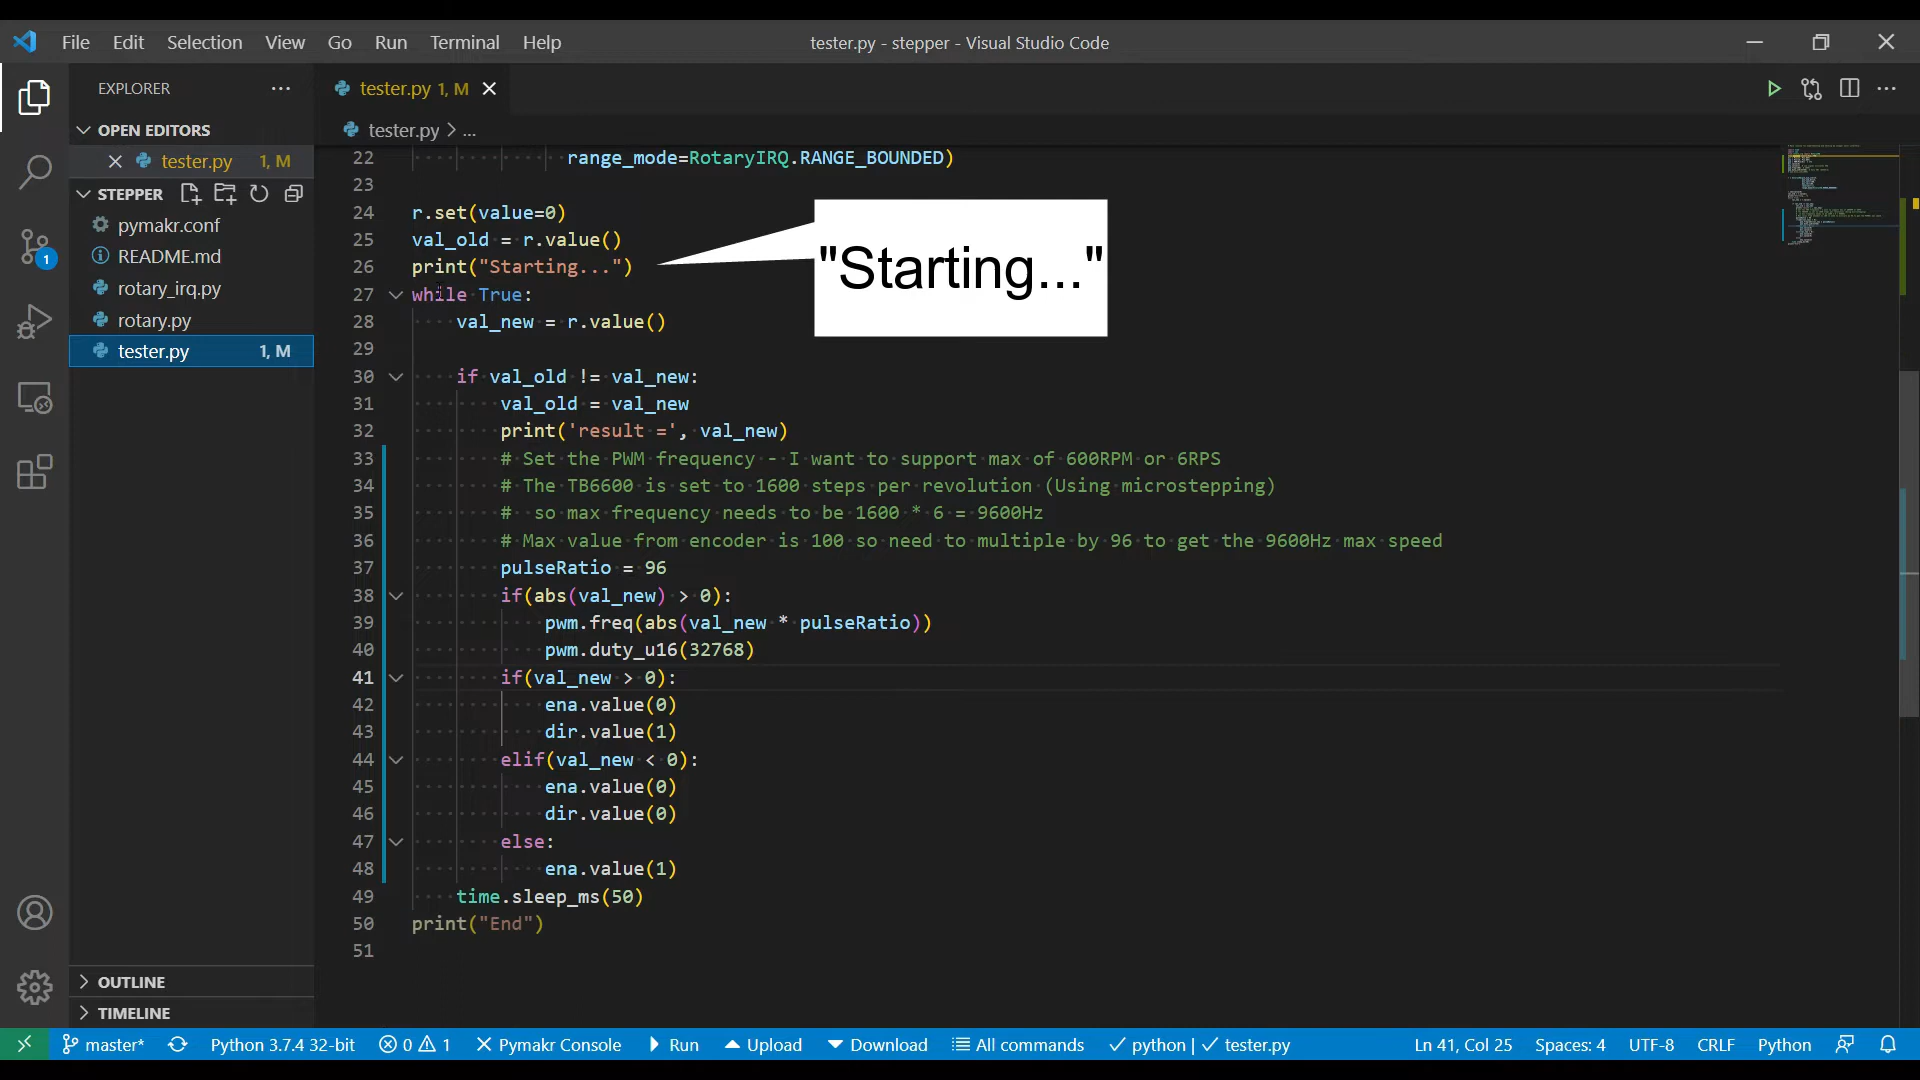 File Edit Selection View Go Run Terminal Help
tester.py - stepper - Visual Studio Code
EXPLORER
OPEN EDITORS
tester.py 1, M
STEPPER
pymakr.conf
README.md
rotary_irq.py
rotary.py
tester.py 1, M
OUTLINE
TIMELINE
tester.py 1, M
tester.py > ...
22 range_mode=RotaryIRQ.RANGE_BOUNDED)
23
24 r.set(value=0)
25 val_old = r.value()
26 print("Starting...")
27 while True:
28 val_new = r.value()
29
30 if val_old != val_new:
31 val_old = val_new
32 print('result =', val_new)
33 # Set the PWM frequency - I want to support max of 600RPM or 6RPS
34 # The TB6600 is set to 1600 steps per revolution (Using microstepping)
35 #  so max frequency needs to be 1600 * 6 = 9600Hz
36 # Max value from encoder is 100 so need to multiple by 96 to get the 9600Hz max speed
37 pulseRatio = 96
38 if(abs(val_new) > 0):
39 pwm.freq(abs(val_new * pulseRatio))
40 pwm.duty_u16(32768)
41 if(val_new > 0):
42 ena.value(0)
43 dir.value(1)
44 elif(val_new < 0):
45 ena.value(0)
46 dir.value(0)
47 else:
48 ena.value(1)
49 time.sleep_ms(50)
50 print("End")
51
"Starting..."
1
master* Python 3.7.4 32-bit 0 1 Pymakr Console Run Upload Download All commands python | tester.py Ln 41, Col 25 Spaces: 4 UTF-8 CRLF Python